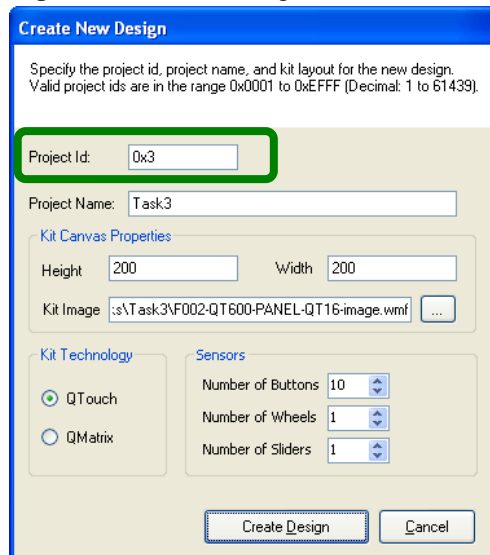 Create New Design
Specify the project id, project name, and kit layout for the new design.
Valid project ids are in the range 0x0001 to 0xEFFF (Decimal: 1 to 61439).
Project Id: 0x3
Project Name: Task3
Kit Canvas Properties
Height 200 Width 200
Kit Image :s\Task3\F002-QT600-PANEL-QT16-image.wmf ...
Kit Technology
QTouch
QMatrix
Sensors
Number of Buttons 10
Number of Wheels 1
Number of Sliders 1
Create Design Cancel